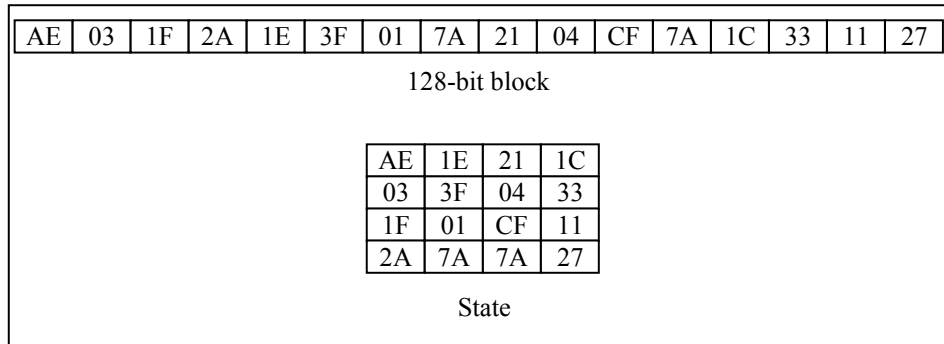 AE 03 1F 2A 1E 3F 01 7A 21 04 CF 7A 1C 33 11 27
128-bit block
AE 1E 21 1C
03 3F 04 33
1F 01 CF 11
2A 7A 7A 27
State